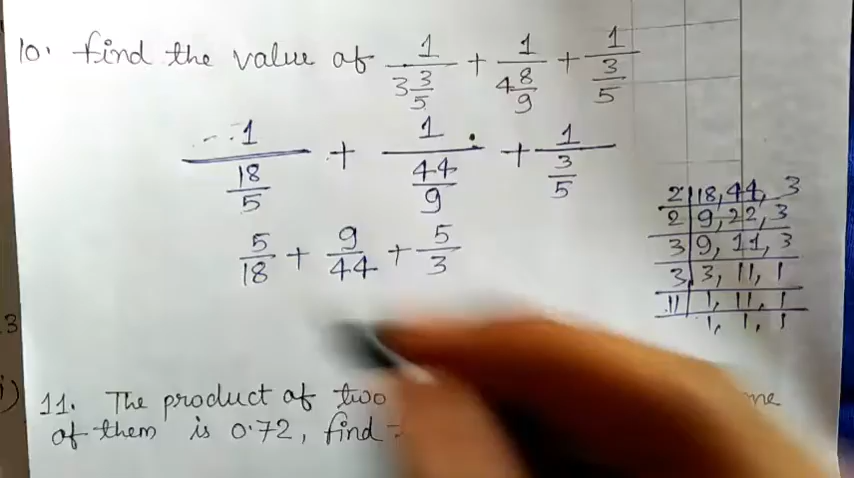 10. find the value of 1/(3 3/5) + 1/(4 8/9) + 1/(3/5)
1/(18/5) + 1/(44/9) + 1/(3/5)
5/18 + 9/44 + 5/3
2|18,44, 3
2|9,22,3
3|9, 11, 3
3|3, 11, 1
11|1, 11, 1
1, 1, 1
3
i)
11. The product of two
of them is 0.72, find